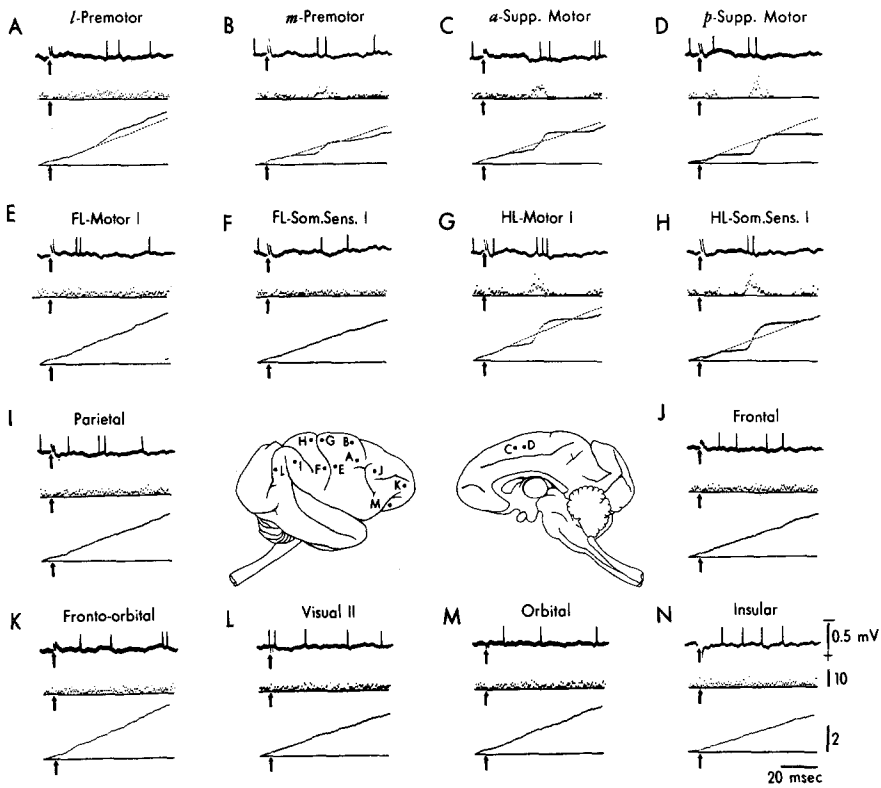 A l-Premotor
B m-Premotor
C a-Supp. Motor
D p-Supp. Motor
E FL-Motor I
F FL-Som.Sens. I
G HL-Motor I
H HL-Som.Sens. I
I Parietal
H G B
A
L I F E J
K
M
C D
J Frontal
K Fronto-orbital
L Visual II
M Orbital
N Insular
0.5 mV
+
10
2
20 msec